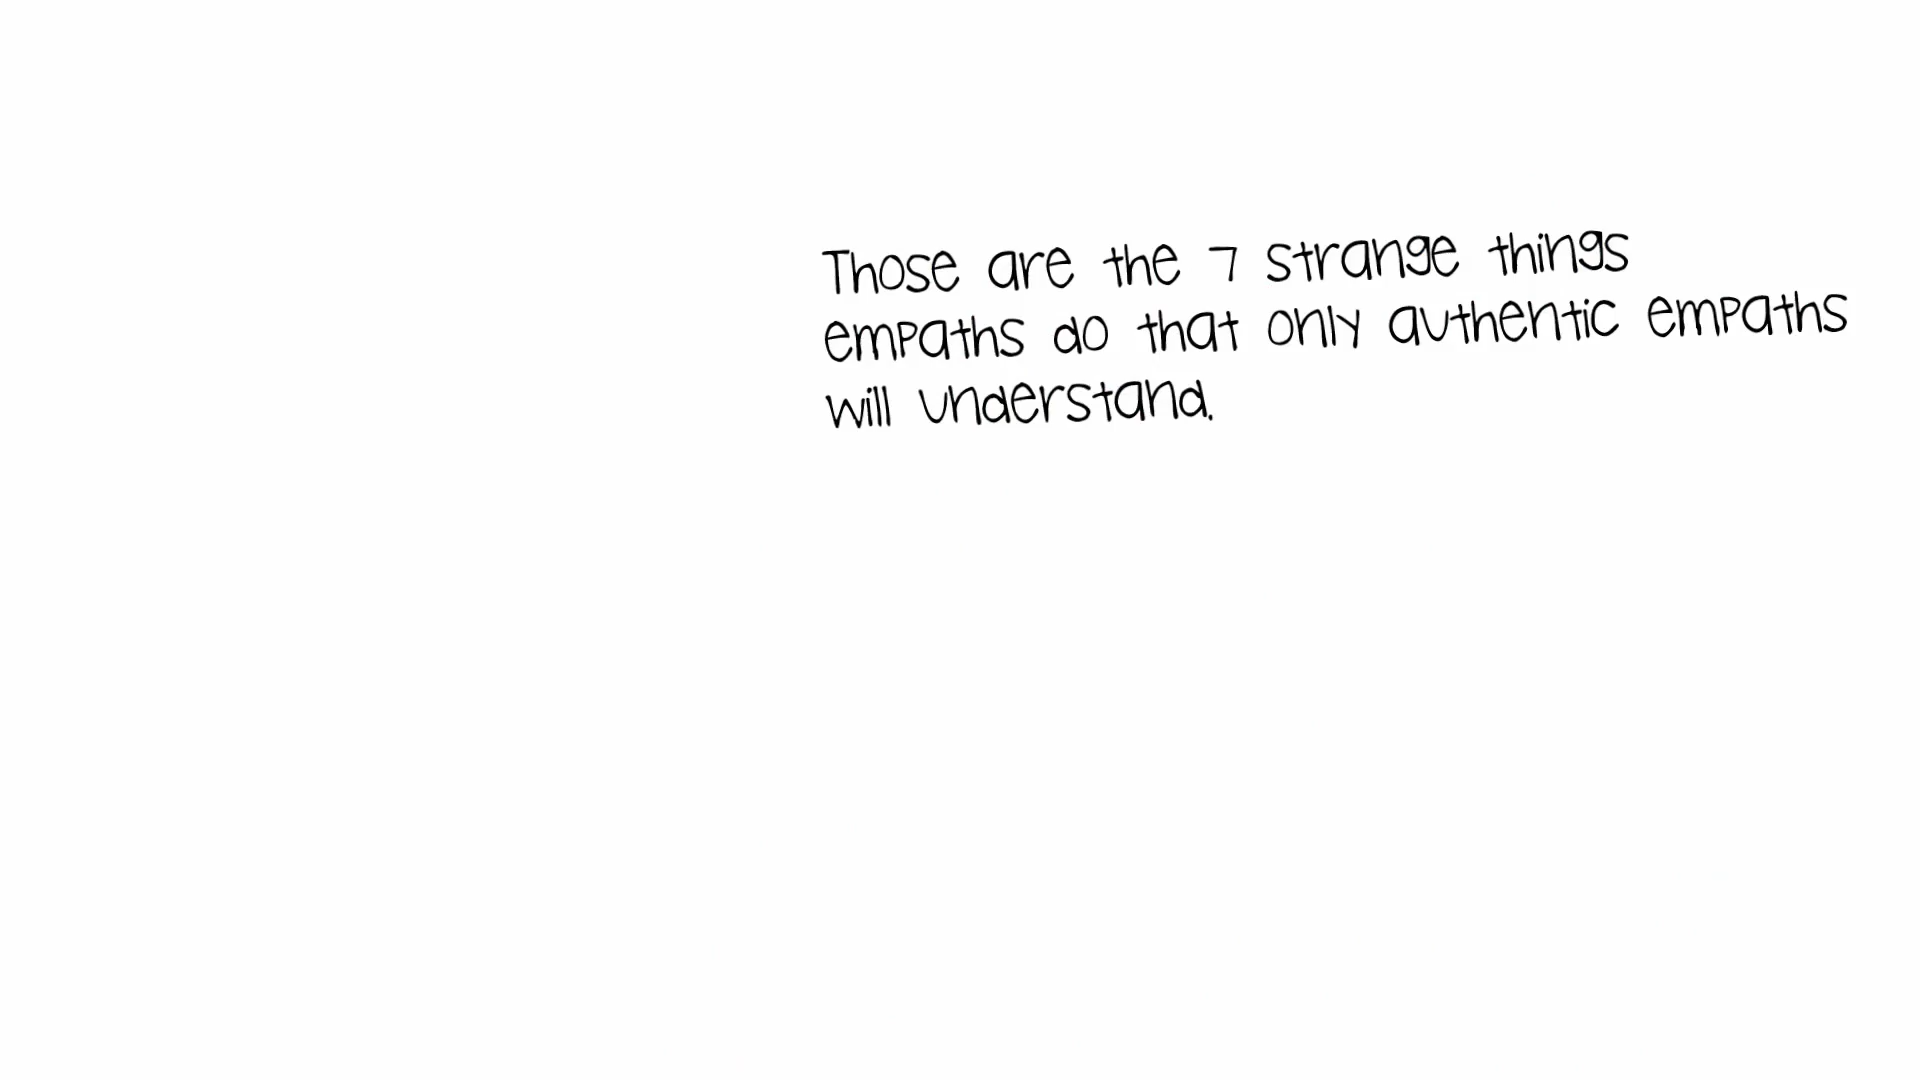 Those are the 7 strange things
empaths do that only authentic empaths
will understand.